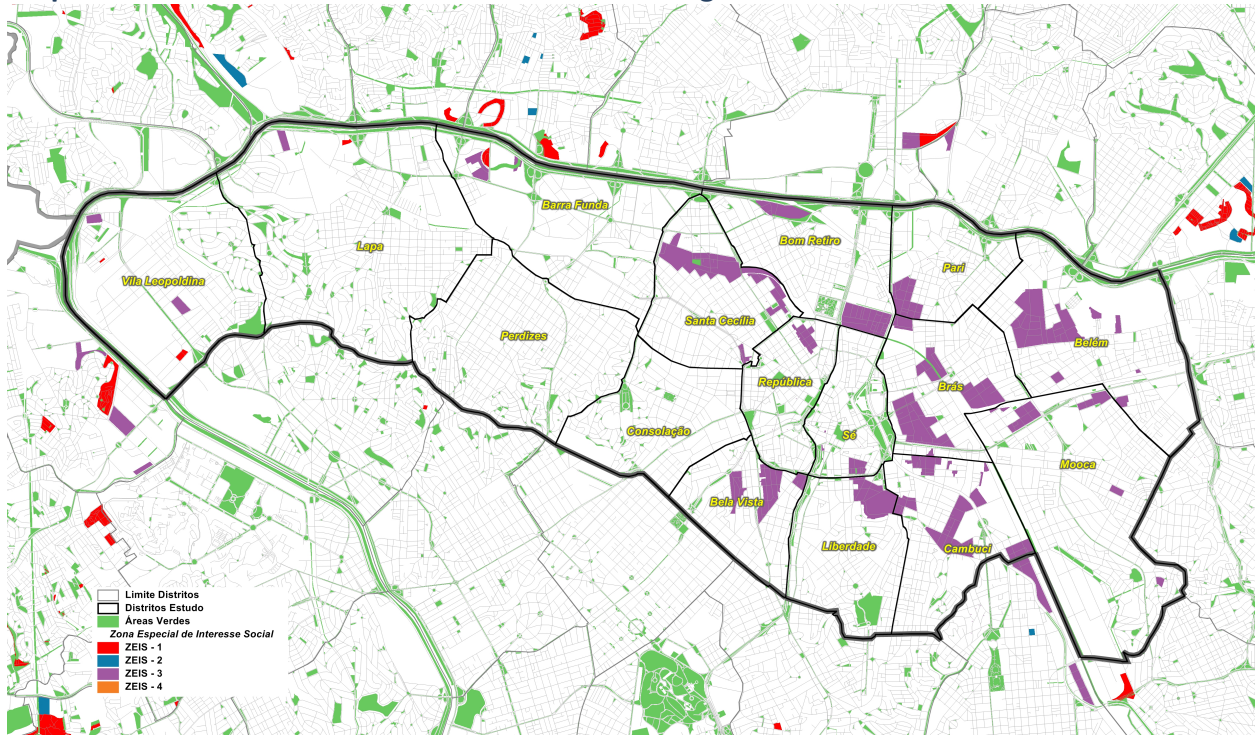 Barra Funda
Bom Retiro
Lapa
Pari
Vila Leopoldina
Santa Cecília
Perdizes
Belém
República
Brás
Consolação
Sé
Mooca
Bela Vista
Liberdade
Cambuci
Limite Distritos
Distritos Estudo
Áreas Verdes
Zona Especial de Interesse Social
ZEIS - 1
ZEIS - 2
ZEIS - 3
ZEIS - 4